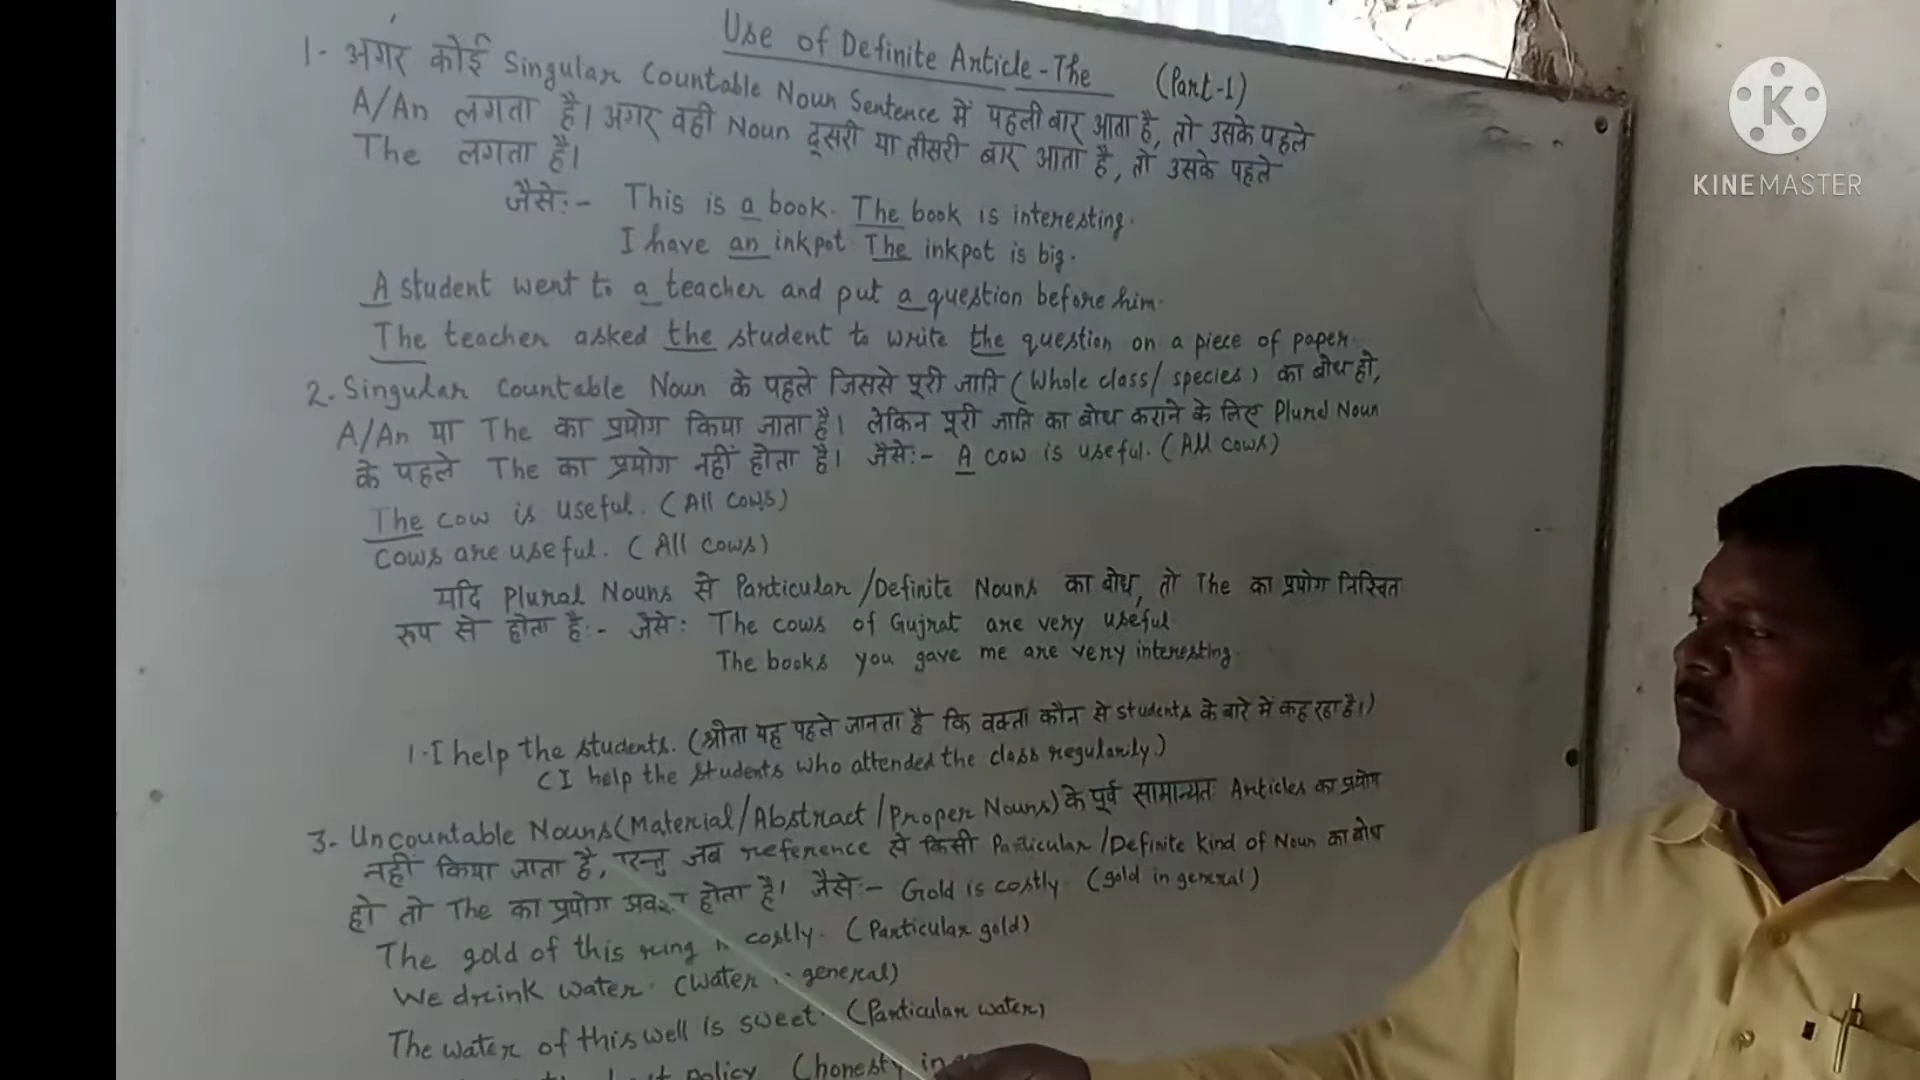 Use of Definite Article - The (Part-1)
1- अगर कोई Singular Countable Noun Sentence में पहली बार आता है, तो उसके पहले
A/An लगता है। अगर वही Noun दूसरी या तीसरी बार आता है, तो उसके पहले
The लगता है।
जैसे:- This is a book. The book is interesting.
I have an inkpot. The inkpot is big.
A student went to a teacher and put a question before him.
The teacher asked the student to write the question on a piece of paper.
2. Singular Countable Noun के पहले जिससे पूरी जाति (Whole class/species) का बोध हो,
A/An या The का प्रयोग किया जाता है। लेकिन पूरी जाति का बोध कराने के लिए Plural Noun
के पहले The का प्रयोग नहीं होता है। जैसे:- A cow is useful. (All cows)
The cow is useful. (All cows)
Cows are useful. (All cows)
यदि Plural Nouns से Particular/Definite Nouns का बोध, तो The का प्रयोग निश्चित
रुप से होता है:- जैसे: The cows of Gujrat are very useful.
The books you gave me are very interesting.
1. I help the students. (श्रोता यह पहले जानता है कि वक्ता कौन से students के बारे में कह रहा है।)
(I help the students who attended the class regularily.)
3- Uncountable Nouns (Material/Abstract/Proper Nouns) के पूर्व सामान्यतः Articles का प्रयोग
नहीं किया जाता है, परन्तु जब reference से किसी Particular/Definite Kind of Noun का बोध
हो तो The का प्रयोग होता है। जैसे:- Gold is costly. (gold in general)
The gold of this ring costly. (Particular gold)
We drink water. (Water general)
The water of this well is sweet. (Particular water)
policy (honesty in
KINEMASTER